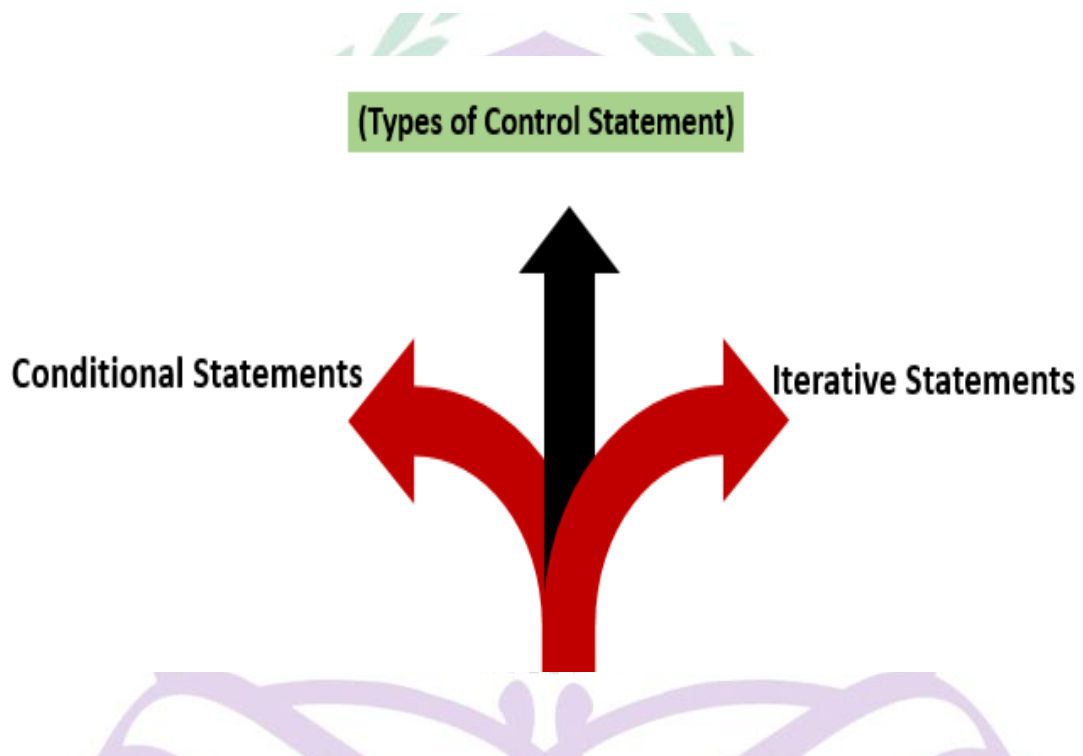 (Types of Control Statement)
Conditional Statements
Iterative Statements